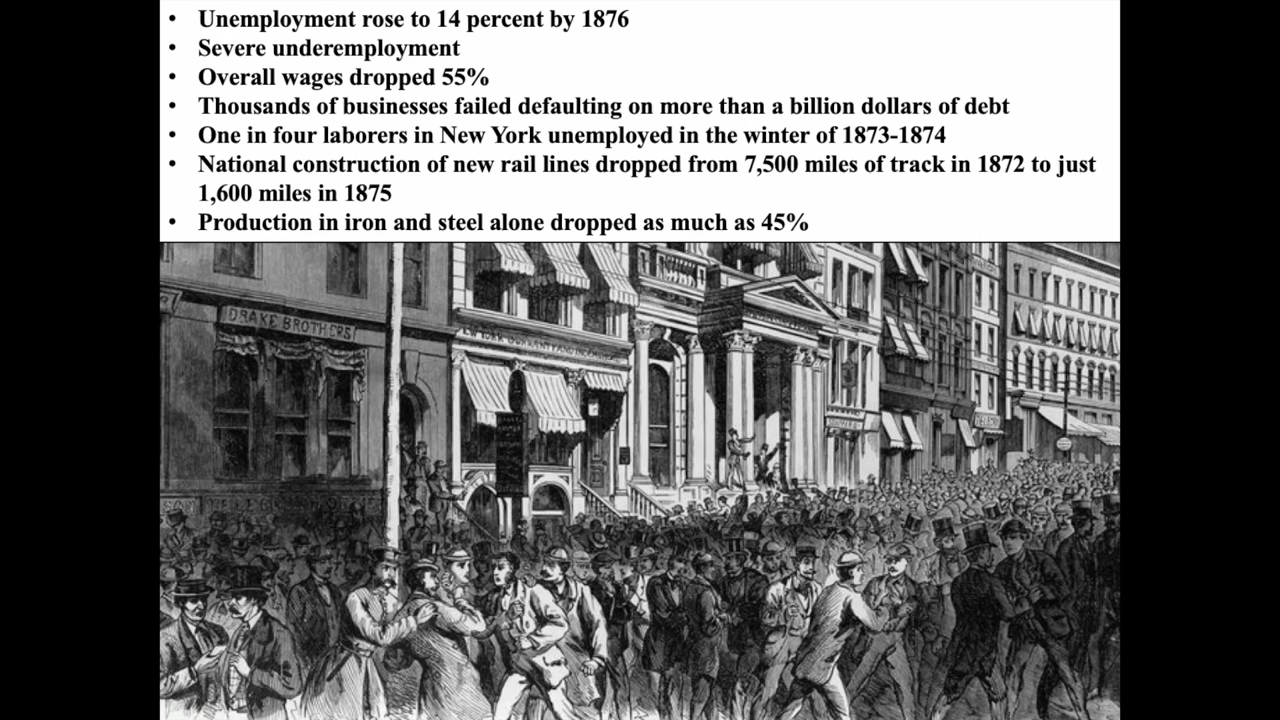 • Unemployment rose to 14 percent by 1876
• Severe underemployment
• Overall wages dropped 55%
• Thousands of businesses failed defaulting on more than a billion dollars of debt
• One in four laborers in New York unemployed in the winter of 1873-1874
• National construction of new rail lines dropped from 7,500 miles of track in 1872 to just
1,600 miles in 1875
• Production in iron and steel alone dropped as much as 45%
DRAKE BROTHERS